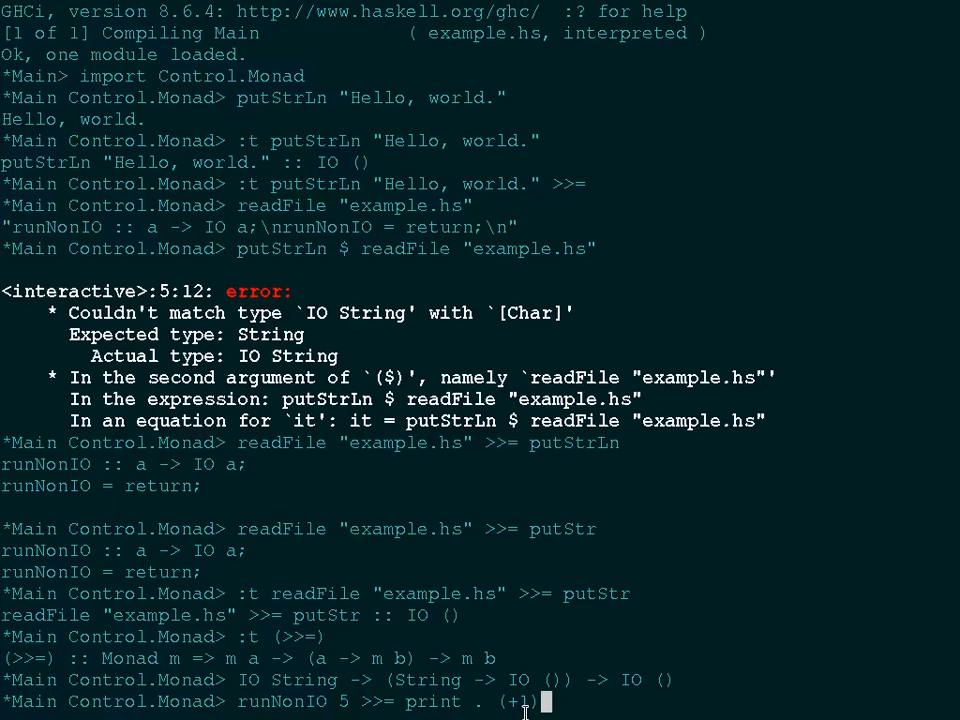 GHCi, version 8.6.4: http://www.haskell.org/ghc/  :? for help
[1 of 1] Compiling Main             ( example.hs, interpreted )
Ok, one module loaded.
*Main> import Control.Monad
*Main Control.Monad> putStrLn "Hello, world."
Hello, world.
*Main Control.Monad> :t putStrLn "Hello, world."
putStrLn "Hello, world." :: IO ()
*Main Control.Monad> :t putStrLn "Hello, world." >>=
*Main Control.Monad> readFile "example.hs"
"runNonIO :: a -> IO a;\nrunNonIO = return;\n"
*Main Control.Monad> putStrLn $ readFile "example.hs"
<interactive>:5:12: error:
    * Couldn't match type `IO String' with `[Char]'
      Expected type: String
        Actual type: IO String
    * In the second argument of `($)', namely `readFile "example.hs"'
      In the expression: putStrLn $ readFile "example.hs"
      In an equation for `it': it = putStrLn $ readFile "example.hs"
*Main Control.Monad> readFile "example.hs" >>= putStrLn
runNonIO :: a -> IO a;
runNonIO = return;
*Main Control.Monad> readFile "example.hs" >>= putStr
runNonIO :: a -> IO a;
runNonIO = return;
*Main Control.Monad> :t readFile "example.hs" >>= putStr
readFile "example.hs" >>= putStr :: IO ()
*Main Control.Monad> :t (>>=)
(>>=) :: Monad m => m a -> (a -> m b) -> m b
*Main Control.Monad> IO String -> (String -> IO ()) -> IO ()
*Main Control.Monad> runNonIO 5 >>= print . (+1)